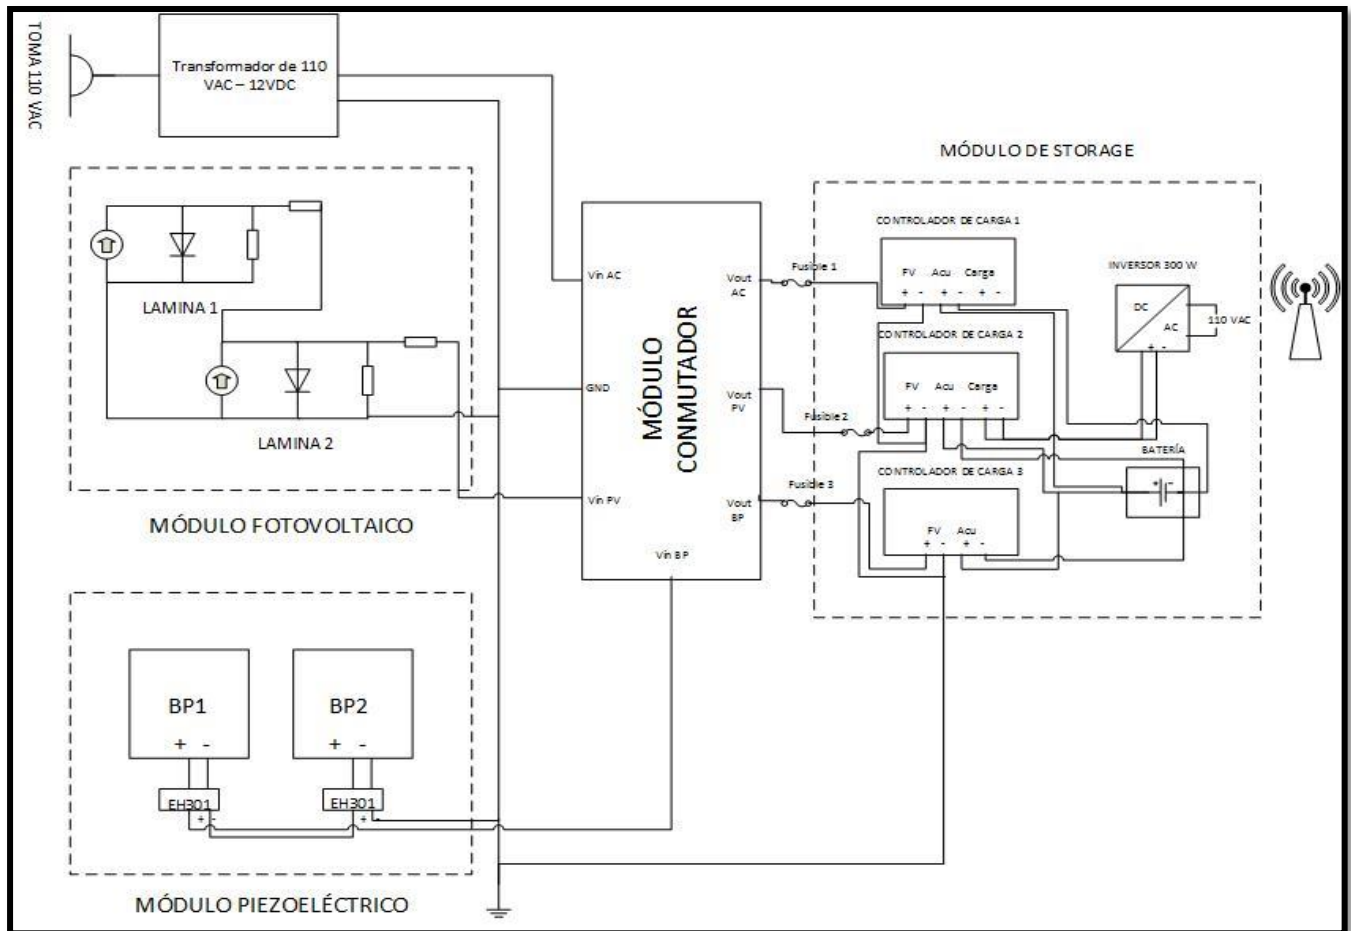 TOMA 110 VAC
Transformador de 110
VAC – 12VDC
LAMINA 1
LAMINA 2
MÓDULO FOTOVOLTAICO
BP1
+ -
EH301
+ -
BP2
+ -
EH301
+ -
MÓDULO PIEZOELÉCTRICO
Vin AC
GND
Vin PV
Vin BP
MÓDULO
CONMUTADOR
Vout
AC
Vout
PV
Vout
BP
Fusible 1
Fusible 2
Fusible 3
MÓDULO DE STORAGE
CONTROLADOR DE CARGA 1
FV Acu Carga
+ - + - + -
CONTROLADOR DE CARGA 2
FV Acu Carga
+ - + - + -
CONTROLADOR DE CARGA 3
FV Acu
+ - + -
INVERSOR 300 W
DC
AC
+ -
110 VAC
BATERÍA
+ -